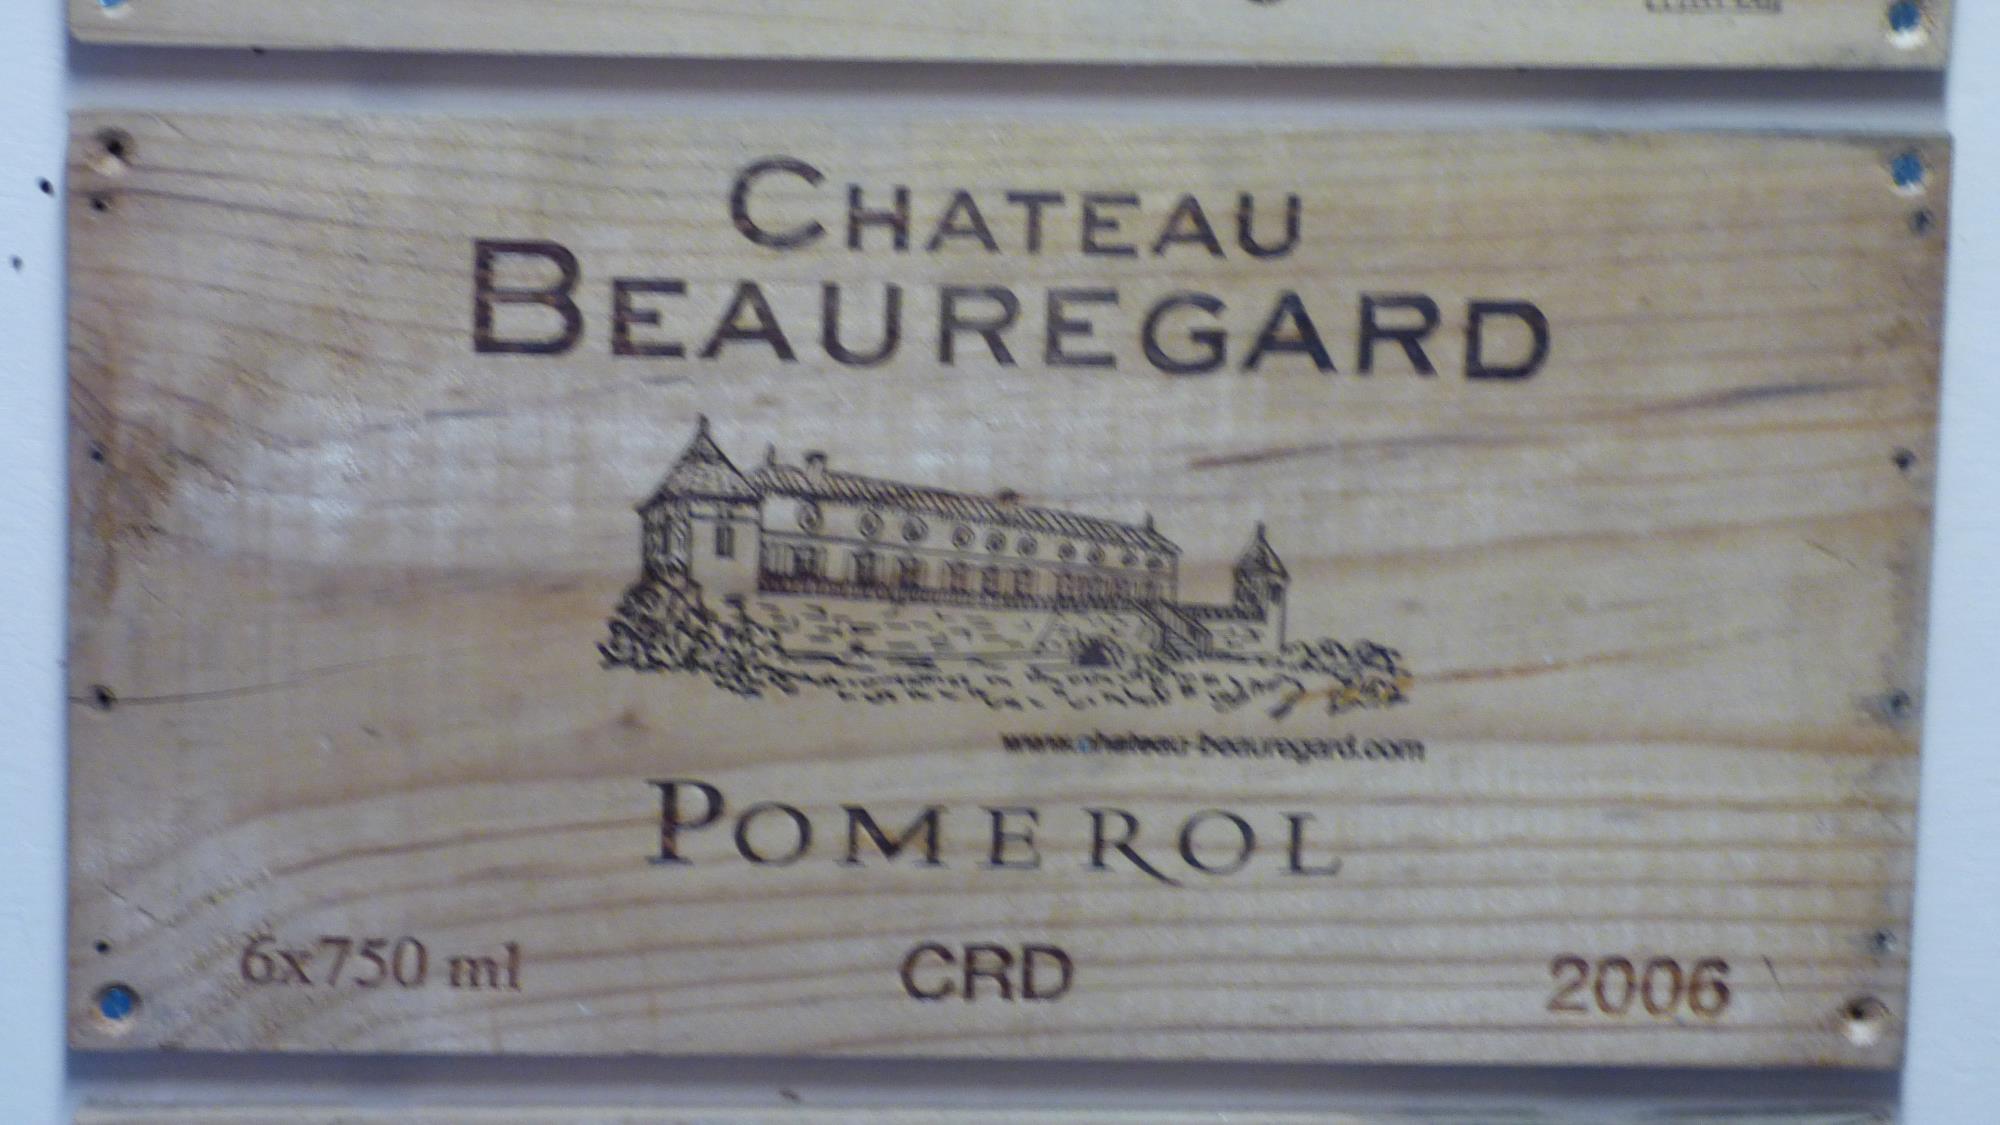 CHATEAU
BEAUREGARD
www.chateau-beauregard.com
POMEROL
6x750 ml CRD 2006